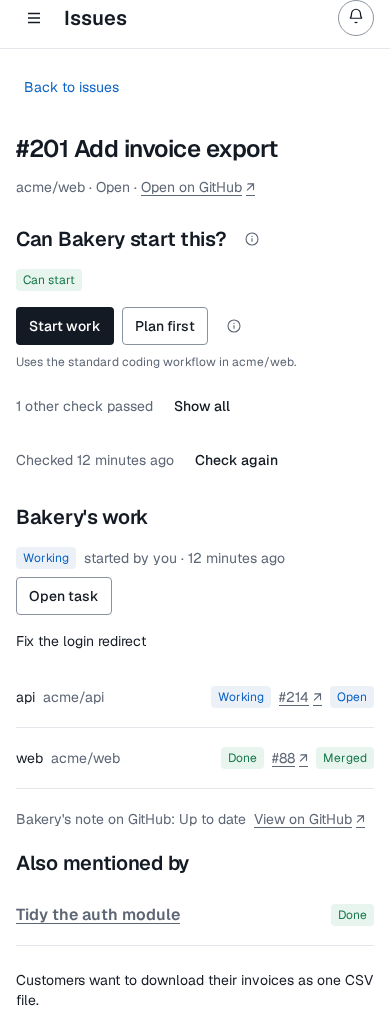 Issues
Back to issues
#201 Add invoice export
acme/web · Open · Open on GitHub
Can Bakery start this?
Can start
Start work Plan first
Uses the standard coding workflow in acme/web.
1 other check passed Show all
Checked 12 minutes ago Check again
Bakery's work
Working started by you · 12 minutes ago
Open task
Fix the login redirect
api acme/api Working #214 Open
web acme/web Done #88 Merged
Bakery's note on GitHub: Up to date View on GitHub
Also mentioned by
Tidy the auth module Done
Customers want to download their invoices as one CSV
file.